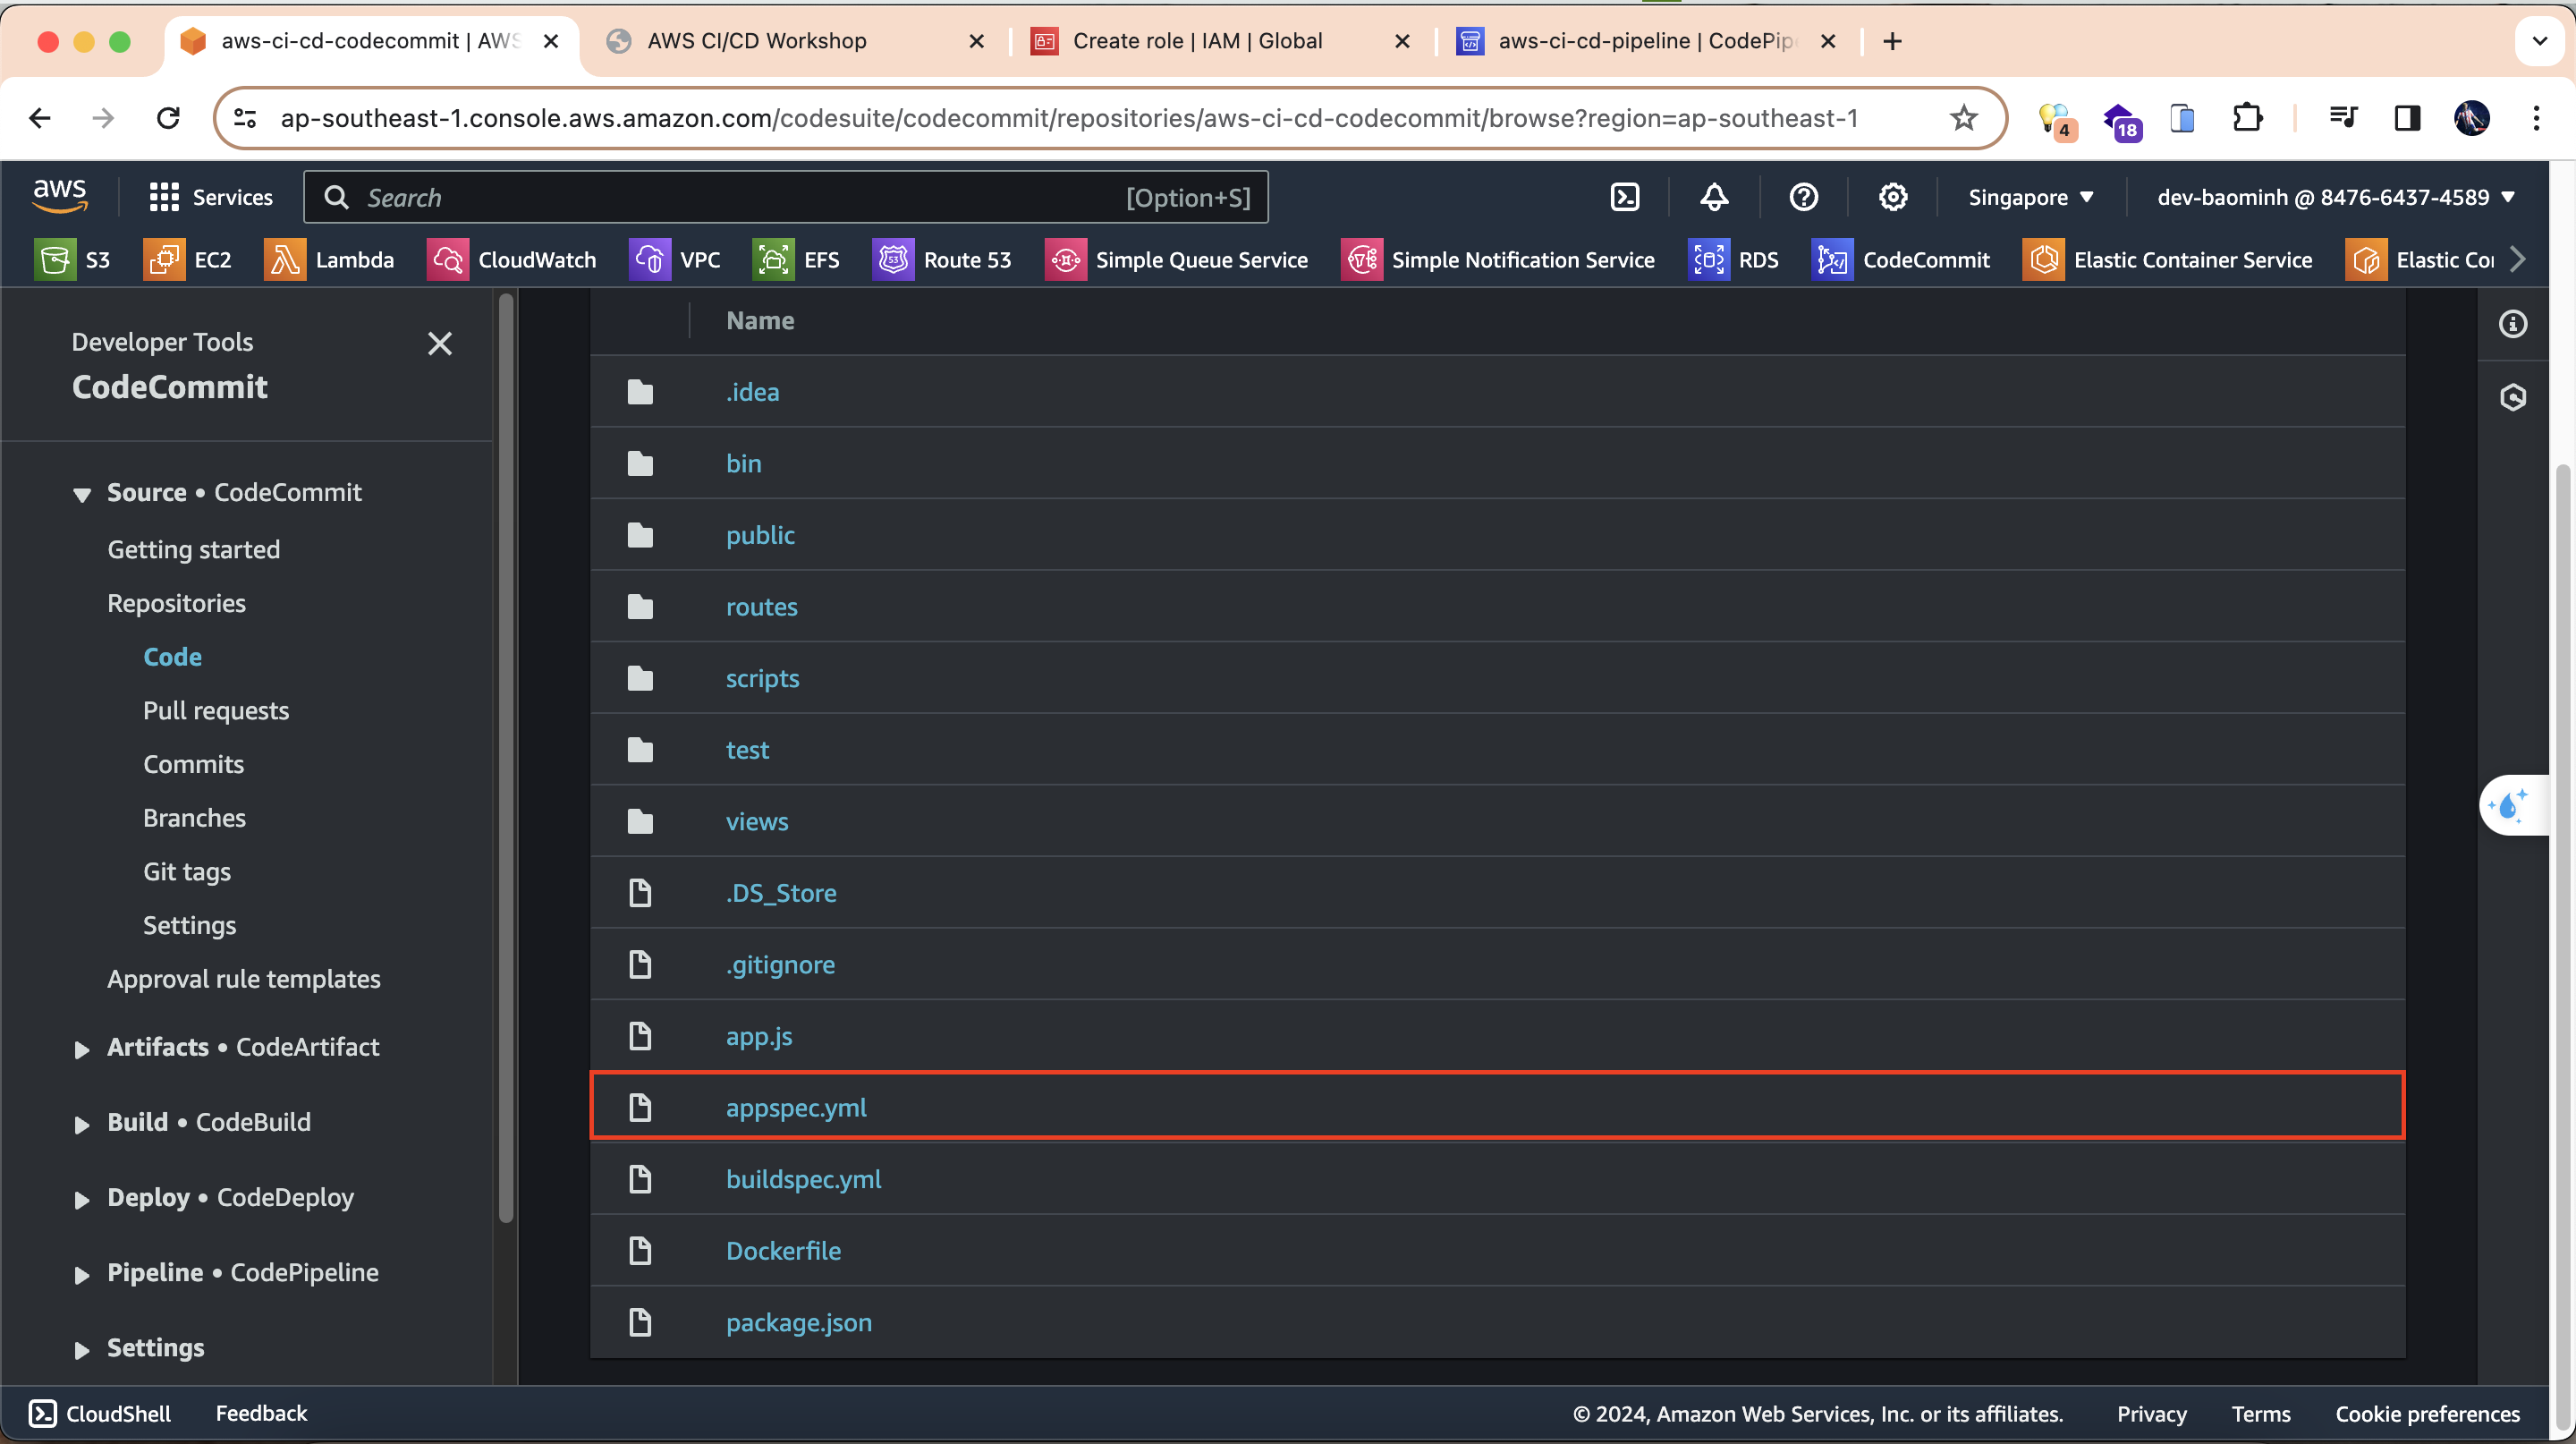 aws-ci-cd-codecommit | AWS
AWS CI/CD Workshop
Create role | IAM | Global
aws-ci-cd-pipeline | CodePip
ap-southeast-1.console.aws.amazon.com/codesuite/codecommit/repositories/aws-ci-cd-codecommit/browse?region=ap-southeast-1
4
18
aws
Services
Search
[Option+S]
Singapore
dev-baominh @ 8476-6437-4589
S3
EC2
Lambda
CloudWatch
VPC
EFS
Route 53
Simple Queue Service
Simple Notification Service
RDS
CodeCommit
Elastic Container Service
Elastic Co
Developer Tools
CodeCommit
Source • CodeCommit
Getting started
Repositories
Code
Pull requests
Commits
Branches
Git tags
Settings
Approval rule templates
Artifacts • CodeArtifact
Build • CodeBuild
Deploy • CodeDeploy
Pipeline • CodePipeline
Settings
Name
.idea
bin
public
routes
scripts
test
views
.DS_Store
.gitignore
app.js
appspec.yml
buildspec.yml
Dockerfile
package.json
CloudShell
Feedback
© 2024, Amazon Web Services, Inc. or its affiliates.
Privacy
Terms
Cookie preferences